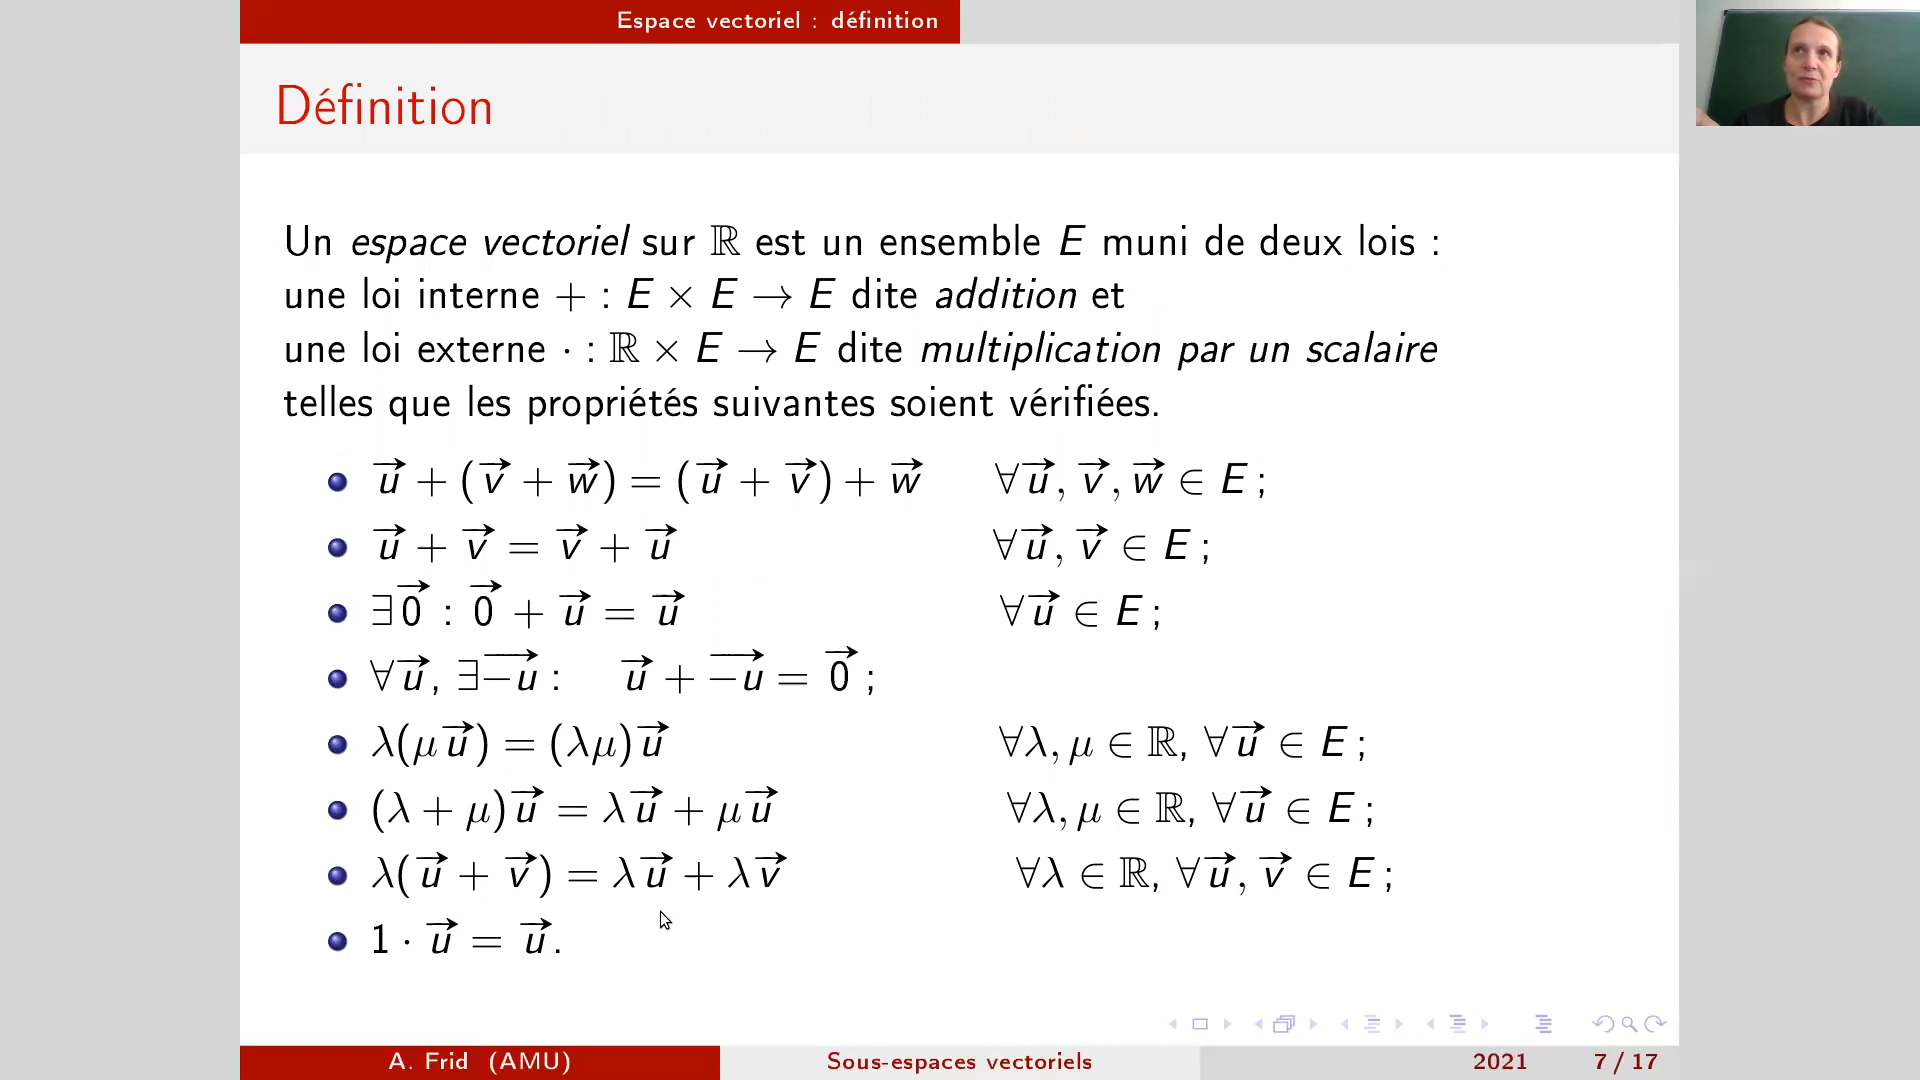 Espace vectoriel : définition
Définition
Un espace vectoriel sur ℝ est un ensemble E muni de deux lois :
une loi interne + : E × E → E dite addition et
une loi externe · : ℝ × E → E dite multiplication par un scalaire
telles que les propriétés suivantes soient vérifiées.
u⃗ + (v⃗ + w⃗) = (u⃗ + v⃗) + w⃗ ∀u⃗, v⃗, w⃗ ∈ E ;
u⃗ + v⃗ = v⃗ + u⃗ ∀u⃗, v⃗ ∈ E ;
∃0⃗ : 0⃗ + u⃗ = u⃗ ∀u⃗ ∈ E ;
∀u⃗, ∃−u⃗ : u⃗ + −u⃗ = 0⃗ ;
λ(μu⃗) = (λμ)u⃗ ∀λ, μ ∈ ℝ, ∀u⃗ ∈ E ;
(λ + μ)u⃗ = λu⃗ + μu⃗ ∀λ, μ ∈ ℝ, ∀u⃗ ∈ E ;
λ(u⃗ + v⃗) = λu⃗ + λv⃗ ∀λ ∈ ℝ, ∀u⃗, v⃗ ∈ E ;
1 · u⃗ = u⃗.
A. Frid (AMU) Sous-espaces vectoriels 2021 7 / 17